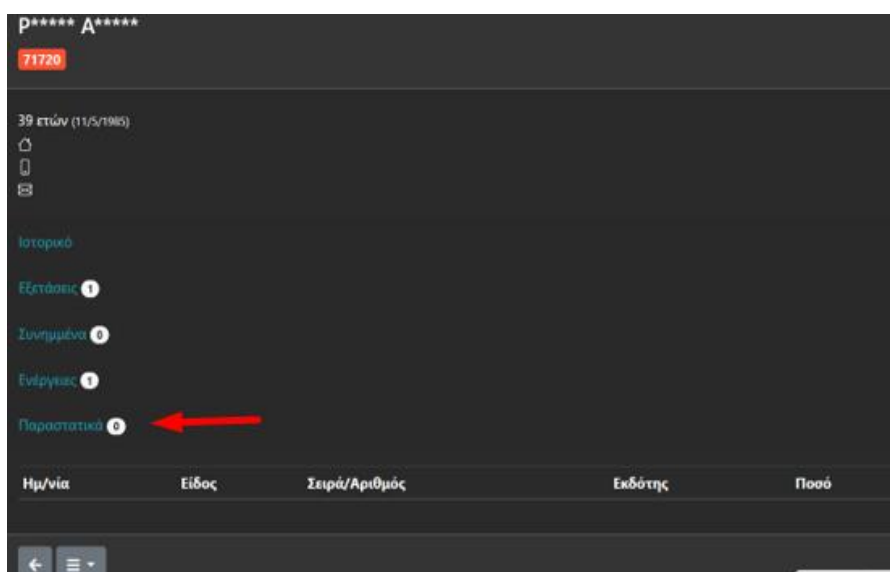 P***** A*****
71720
39 ετών (11/5/1985)
Ιστορικό
Εξετάσεις 1
Συνημμένα 0
Ενέργειες 1
Παραστατικά 0
Ημ/νία Είδος Σειρά/Αριθμός Εκδότης Ποσό